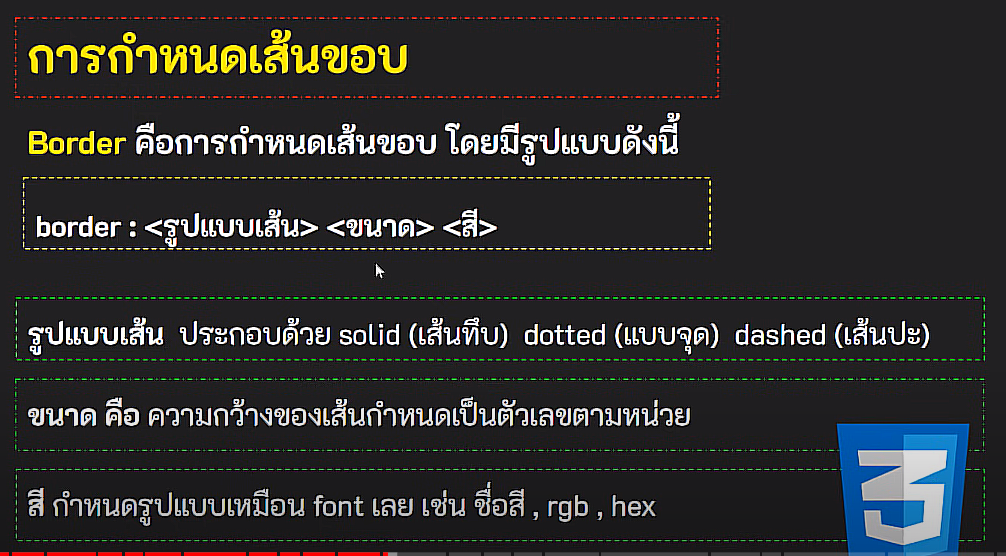 การกำหนดเส้นขอบ
Border คือการกำหนดเส้นขอบ โดยมีรูปแบบดังนี้
border : <รูปแบบเส้น> <ขนาด> <สี>
รูปแบบเส้น ประกอบด้วย solid (เส้นทึบ) dotted (แบบจุด) dashed (เส้นปะ)
ขนาด คือ ความกว้างของเส้นกำหนดเป็นตัวเลขตามหน่วย
สี กำหนดรูปแบบเหมือน font เลย เช่น ชื่อสี , rgb , hex
3